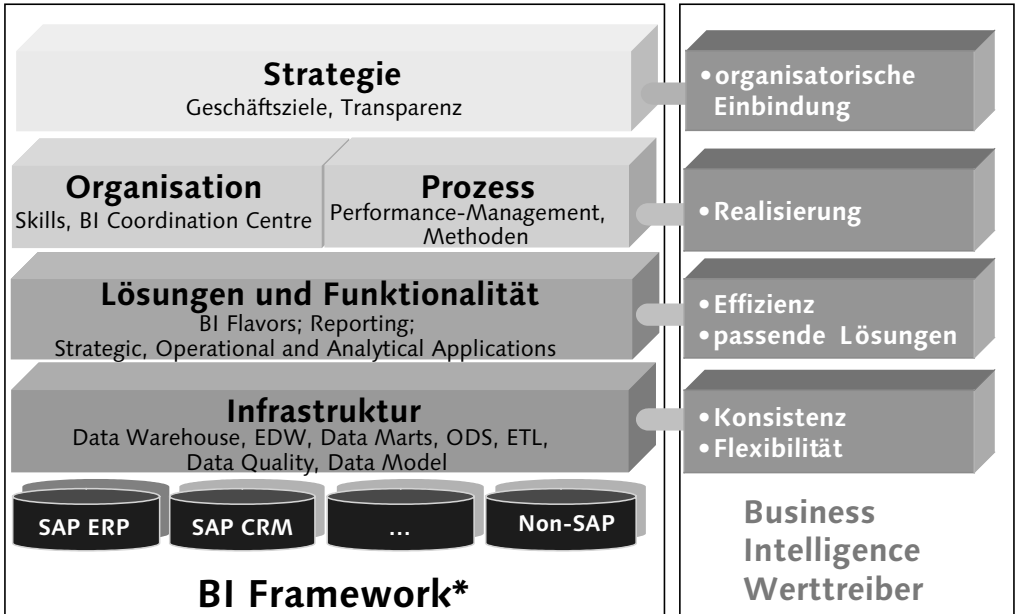 Strategie
Geschäftsziele, Transparenz
• organisatorische
Einbindung
Organisation
Skills, BI Coordination Centre
Prozess
Performance-Management,
Methoden
• Realisierung
Lösungen und Funktionalität
BI Flavors; Reporting;
Strategic, Operational and Analytical Applications
• Effizienz
• passende Lösungen
Infrastruktur
Data Warehouse, EDW, Data Marts, ODS, ETL,
Data Quality, Data Model
• Konsistenz
• Flexibilität
SAP ERP
SAP CRM
...
Non-SAP
BI Framework*
Business
Intelligence
Werttreiber